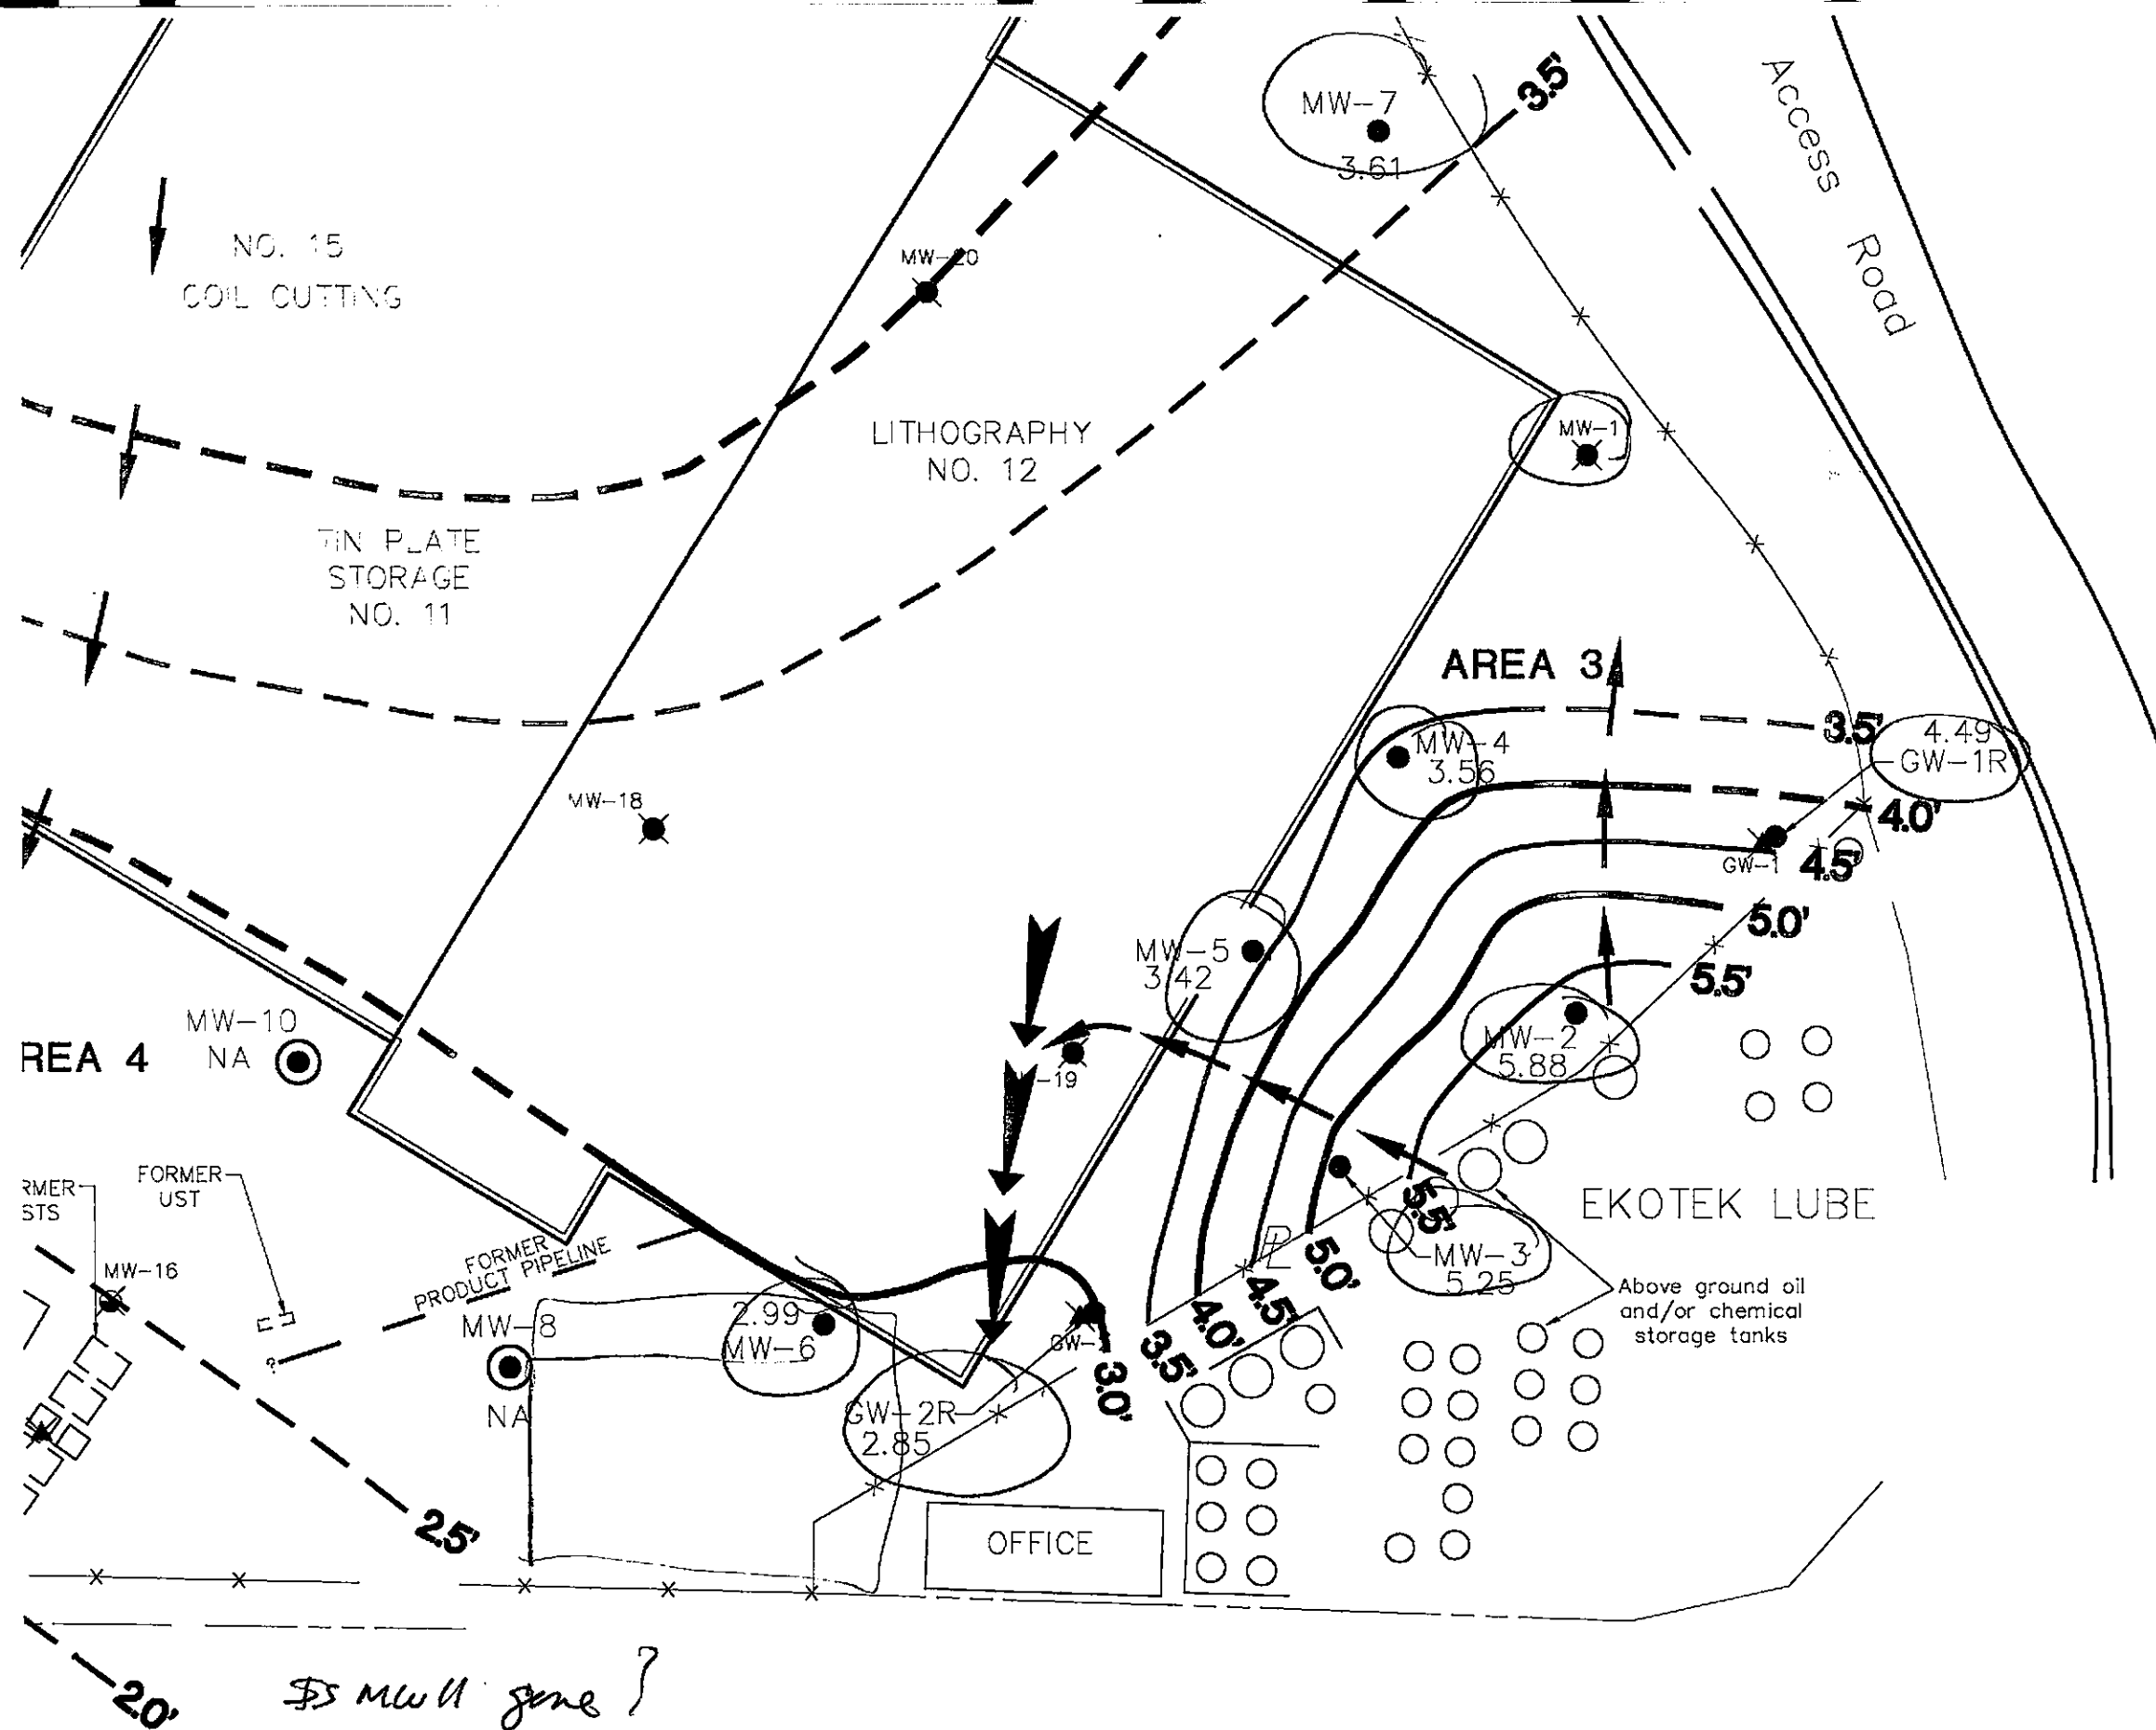 3.5'
MW-7
3.61
Access
Road
NO. 15
COIL CUTTING
MW-20
LITHOGRAPHY
NO. 12
MW-1
TIN PLATE
STORAGE
NO. 11
AREA 3
3.5'
4.49
GW-1R
MW-4
3.56
4.0'
MW-18
GW-1
4.5'
5.0'
MW-5
3.42
5.5'
MW-10
NA
REA 4
MW-2
5.88
-19
RMER
STS
FORMER
UST
5.5'
EKOTEK LUBE
FORMER
PRODUCT PIPELINE
MW-3
5.25
5.0'
MW-16
Above ground oil
and/or chemical
storage tanks
4.5'
4.0'
3.5'
2.99
MW-6
MW-8
NA
GW-
3.0'
?
GW-2R
2.85
2.5'
OFFICE
2.0'
MW11 gone ?